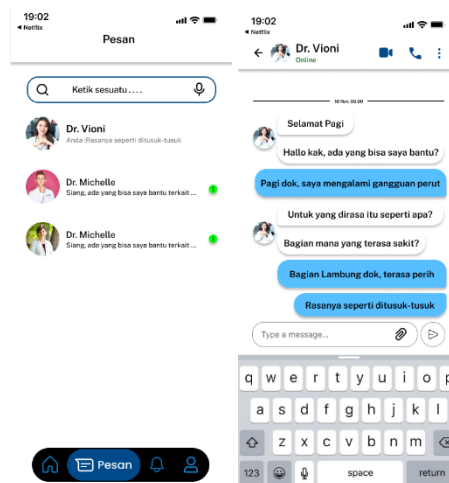 19:02
◀ Netflix
Pesan
Ketik sesuatu . . . .
Dr. Vioni
Anda :Rasanya seperti ditusuk-tusuk
Dr. Michelle
Siang, ada yang bisa saya bantu terkait ...
1
Dr. Michelle
Siang, ada yang bisa saya bantu terkait ...
1
Pesan
19:02
◀ Netflix
Dr. Vioni
Online
Selamat Pagi
Hallo kak, ada yang bisa saya bantu?
Pagi dok, saya mengalami gangguan perut
Untuk yang dirasa itu seperti apa?
Bagian mana yang terasa sakit?
Bagian Lambung dok, terasa perih
Rasanya seperti ditusuk-tusuk
Type a message...
q w e r t y u i o p
a s d f g h j k l
z x c v b n m
123 space return